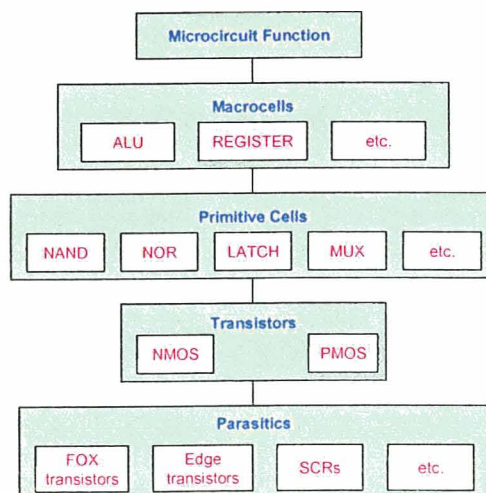 Microcircuit Function
Macrocells
ALU
REGISTER
etc.
Primitive Cells
NAND
NOR
LATCH
MUX
etc.
Transistors
NMOS
PMOS
Parasitics
FOX
transistors
Edge
transistors
SCRs
etc.